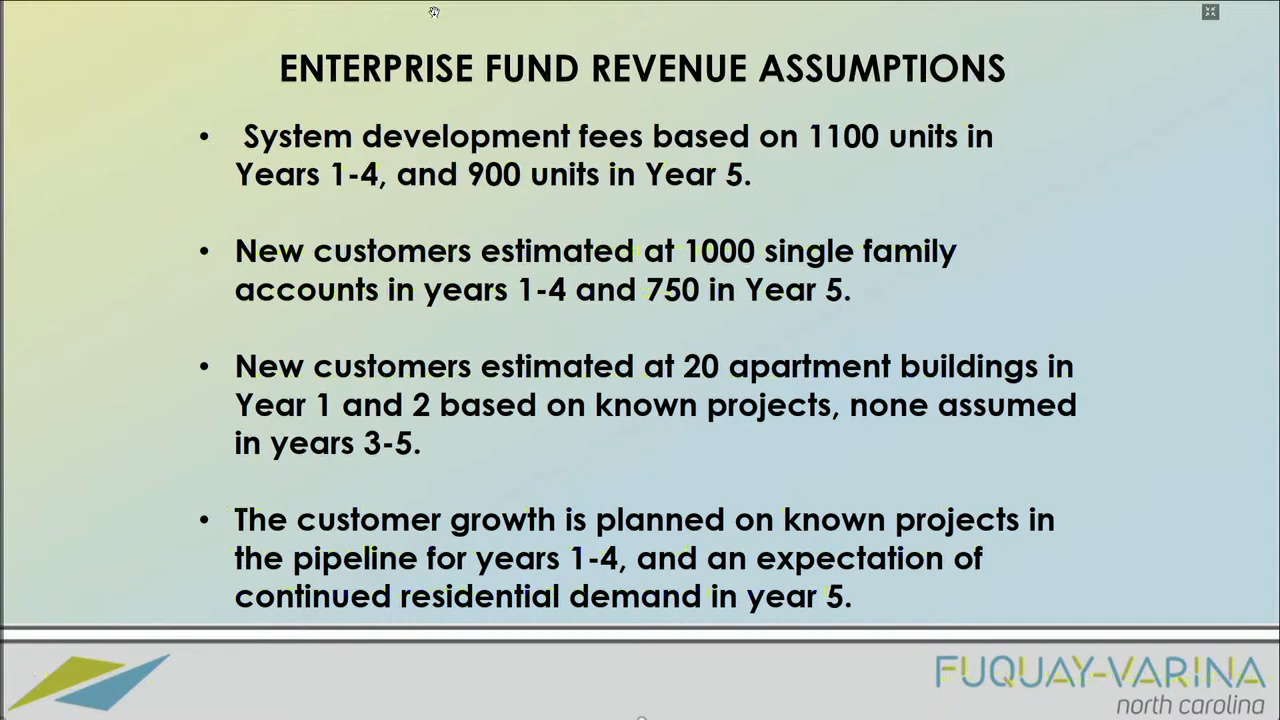 ENTERPRISE FUND REVENUE ASSUMPTIONS
• System development fees based on 1100 units in
Years 1-4, and 900 units in Year 5.
• New customers estimated at 1000 single family
accounts in years 1-4 and 750 in Year 5.
• New customers estimated at 20 apartment buildings in
Year 1 and 2 based on known projects, none assumed
in years 3-5.
• The customer growth is planned on known projects in
the pipeline for years 1-4, and an expectation of
continued residential demand in year 5.
FUQUAY-VARINA
north carolina